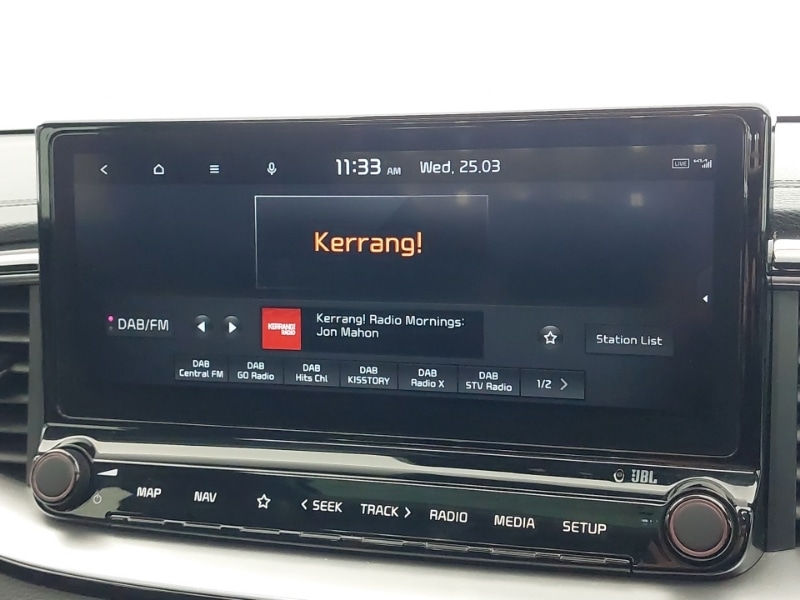 11:33 AM Wed, 25.03
LIVE
Kerrang!
DAB/FM
KERRANG!
RADIO
Kerrang! Radio Mornings:
Jon Mahon
Station List
DAB
Central FM
DAB
GO Radio
DAB
Hits Chl
DAB
KISSTORY
DAB
Radio X
DAB
STV Radio
1/2 >
JBL
MAP
NAV
< SEEK
TRACK >
RADIO
MEDIA
SETUP